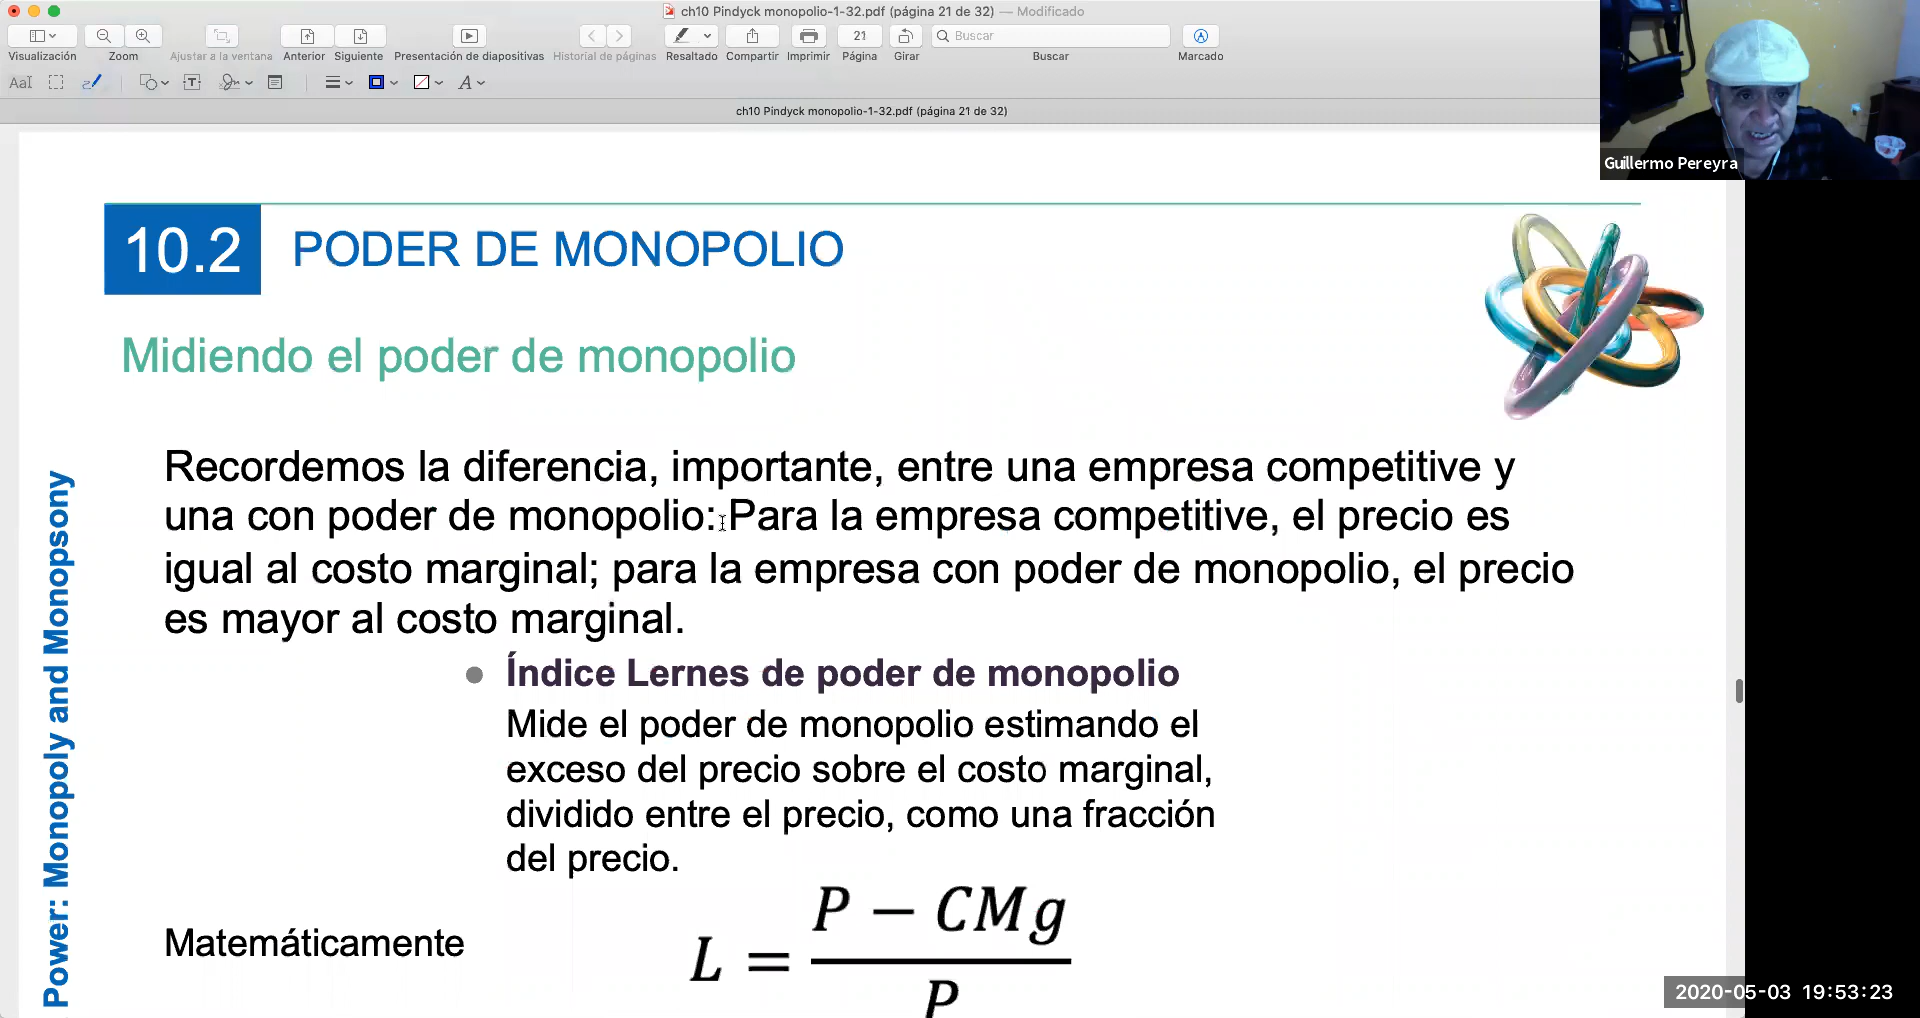 ch10 Pindyck monopolio-1-32.pdf (página 21 de 32) — Modificado
21
Buscar
Visualización
Zoom
Ajustar a la ventana
Anterior
Siguiente
Presentación de diapositivas
Historial de páginas
Resaltado
Compartir
Imprimir
Página
Girar
Buscar
Marcado
ch10 Pindyck monopolio-1-32.pdf (página 21 de 32)
Guillermo Pereyra
10.2 PODER DE MONOPOLIO
Midiendo el poder de monopolio
Recordemos la diferencia, importante, entre una empresa competitive y
una con poder de monopolio: Para la empresa competitive, el precio es
igual al costo marginal; para la empresa con poder de monopolio, el precio
es mayor al costo marginal.
● Índice Lernes de poder de monopolio
Mide el poder de monopolio estimando el
exceso del precio sobre el costo marginal,
dividido entre el precio, como una fracción
del precio.
Matemáticamente
L = (P − CMg) / P
Power: Monopoly and Monopsony
2020-05-03 19:53:23